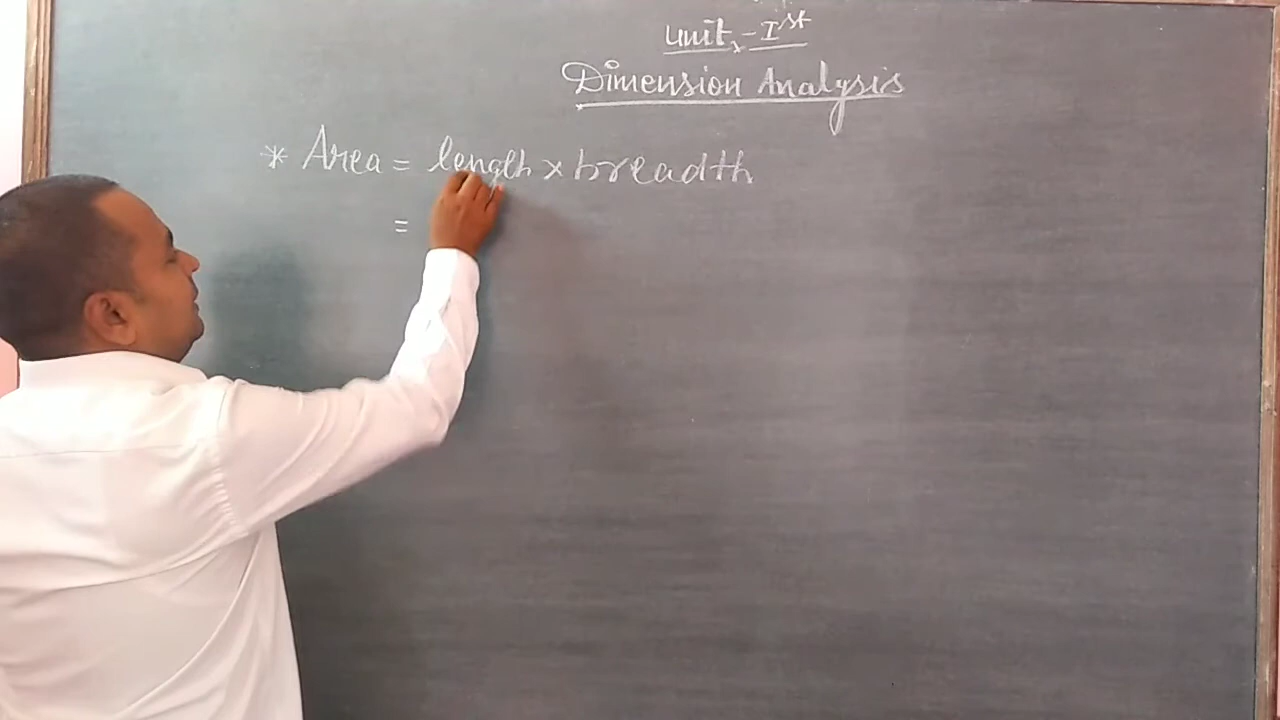 Unit - Ist
Dimension Analysis
* Area = length × breadth
=